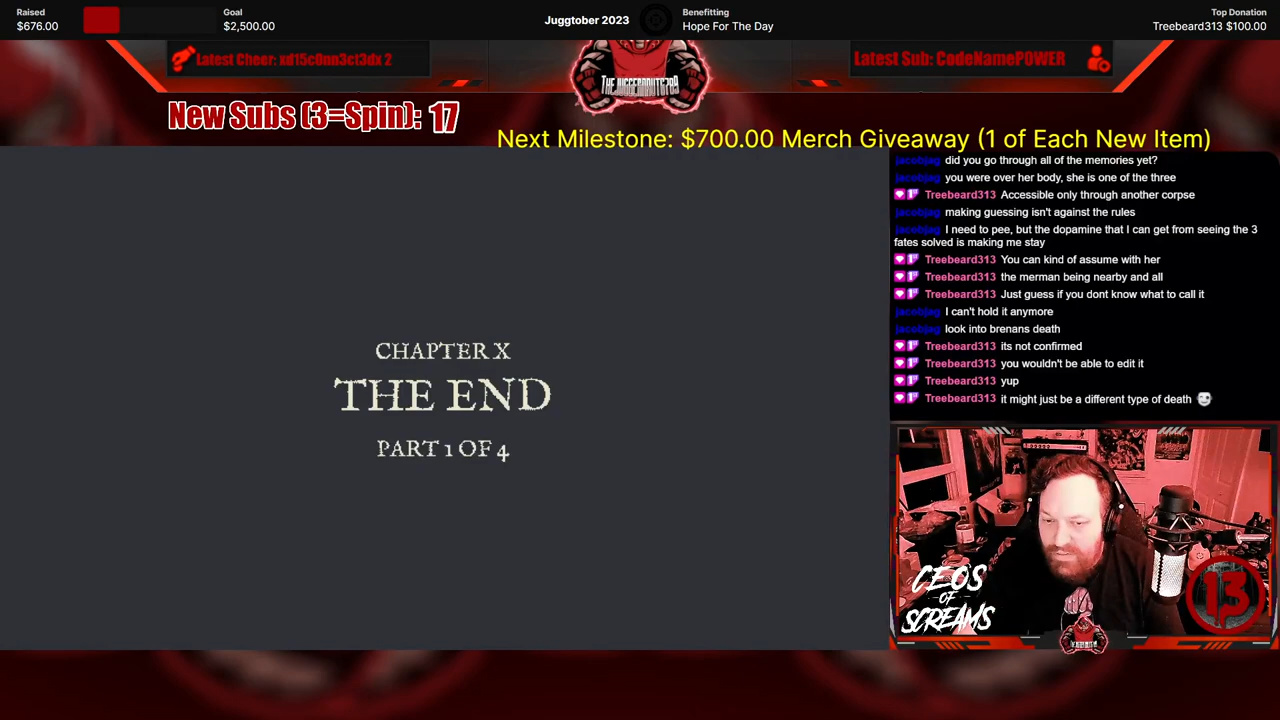 Raised
$676.00
Goal
$2,500.00
Juggtober 2023
Benefitting
Hope For The Day
Top Donation
Treebeard313 $100.00
Latest Cheer: xd15c0nn3ct3dx 2
THEJUGGERNAUT6789
Latest Sub: CodeNamePOWER
New Subs (3=Spin): 17
Next Milestone: $700.00 Merch Giveaway (1 of Each New Item)
CHAPTER X
THE END
PART 1 OF 4
jacobjag did you go through all of the memories yet?
jacobjag you were over her body, she is one of the three
Treebeard313 Accessible only through another corpse
jacobjag making guessing isn't against the rules
jacobjag I need to pee, but the dopamine that I can get from seeing the 3
fates solved is making me stay
Treebeard313 You can kind of assume with her
Treebeard313 the merman being nearby and all
Treebeard313 Just guess if you dont know what to call it
jacobjag I can't hold it anymore
jacobjag look into brenans death
Treebeard313 its not confirmed
Treebeard313 you wouldn't be able to edit it
Treebeard313 yup
Treebeard313 it might just be a different type of death
CEOS
OF
SCREAMS
13